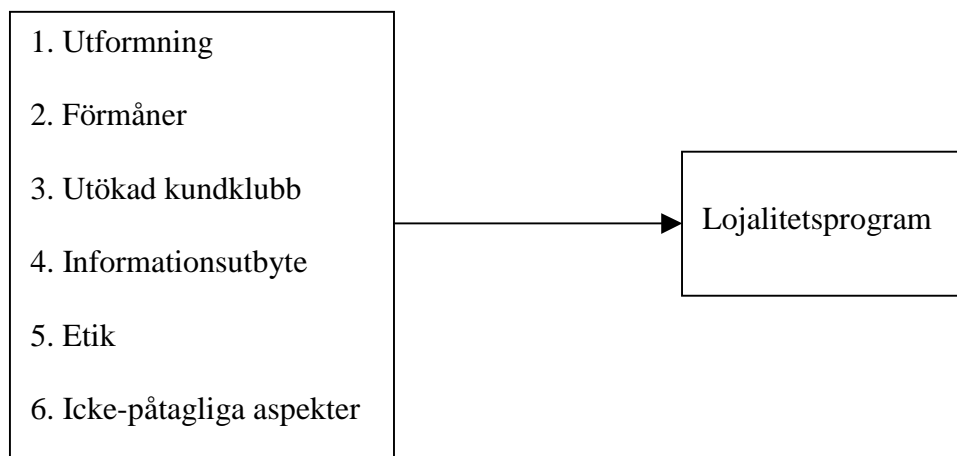 1. Utformning
2. Förmåner
3. Utökad kundklubb
4. Informationsutbyte
5. Etik
6. Icke-påtagliga aspekter
Lojalitetsprogram